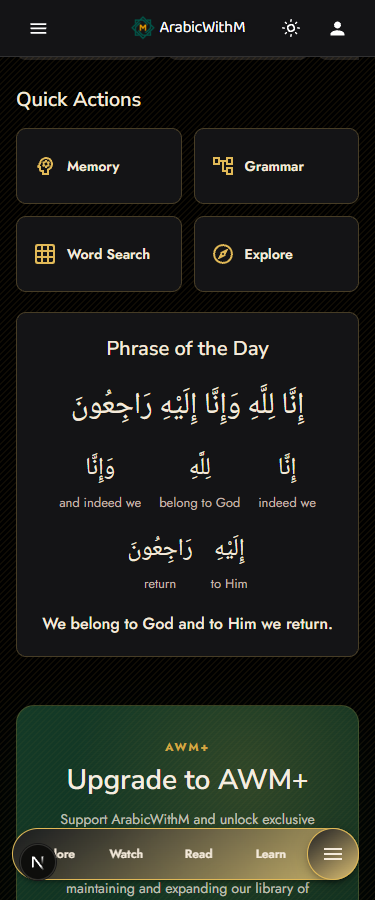 ArabicWithM
Quick Actions
Memory
Grammar
Word Search
Explore
Phrase of the Day
إِنَّا لِلَّهِ وَإِنَّا إِلَيْهِ رَاجِعُونَ
إِنَّا لِلَّهِ وَإِنَّا
indeed we belong to God and indeed we
إِلَيْهِ رَاجِعُونَ
to Him return
We belong to God and to Him we return.
AWM+
Upgrade to AWM+
Support ArabicWithM and unlock exclusive
Watch Read Learn
maintaining and expanding our library of